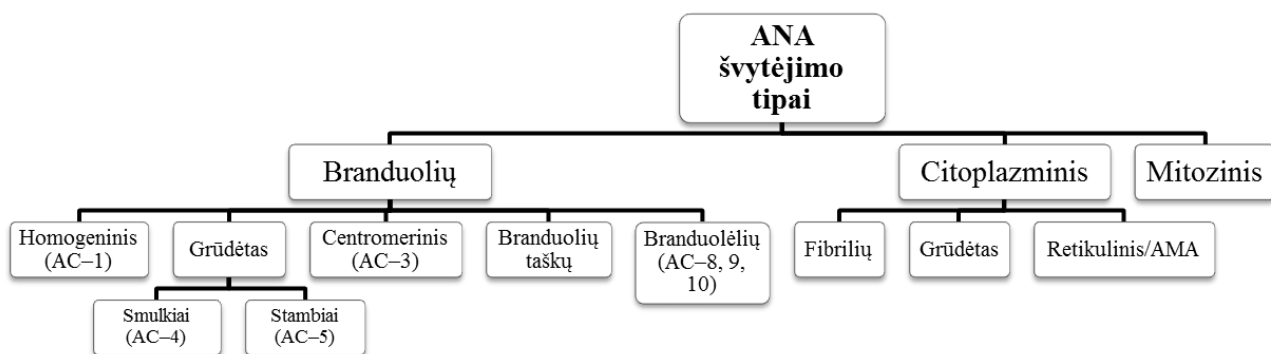 ANA
švytėjimo
tipai
Branduolių
Citoplazminis
Mitozinis
Homogeninis
(AC–1)
Grūdėtas
Centromerinis
(AC–3)
Branduolių
taškų
Branduolėlių
(AC–8, 9,
10)
Fibrilių
Grūdėtas
Retikulinis/AMA
Smulkiai
(AC–4)
Stambiai
(AC–5)